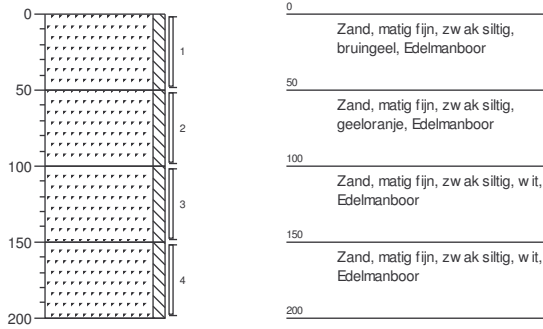 0
50
100
150
200
1
2
3
4
0
Zand, matig fijn, zwak siltig,
bruingeel, Edelmanboor
50
Zand, matig fijn, zwak siltig,
geeloranje, Edelmanboor
100
Zand, matig fijn, zwak siltig, wit,
Edelmanboor
150
Zand, matig fijn, zwak siltig, wit,
Edelmanboor
200